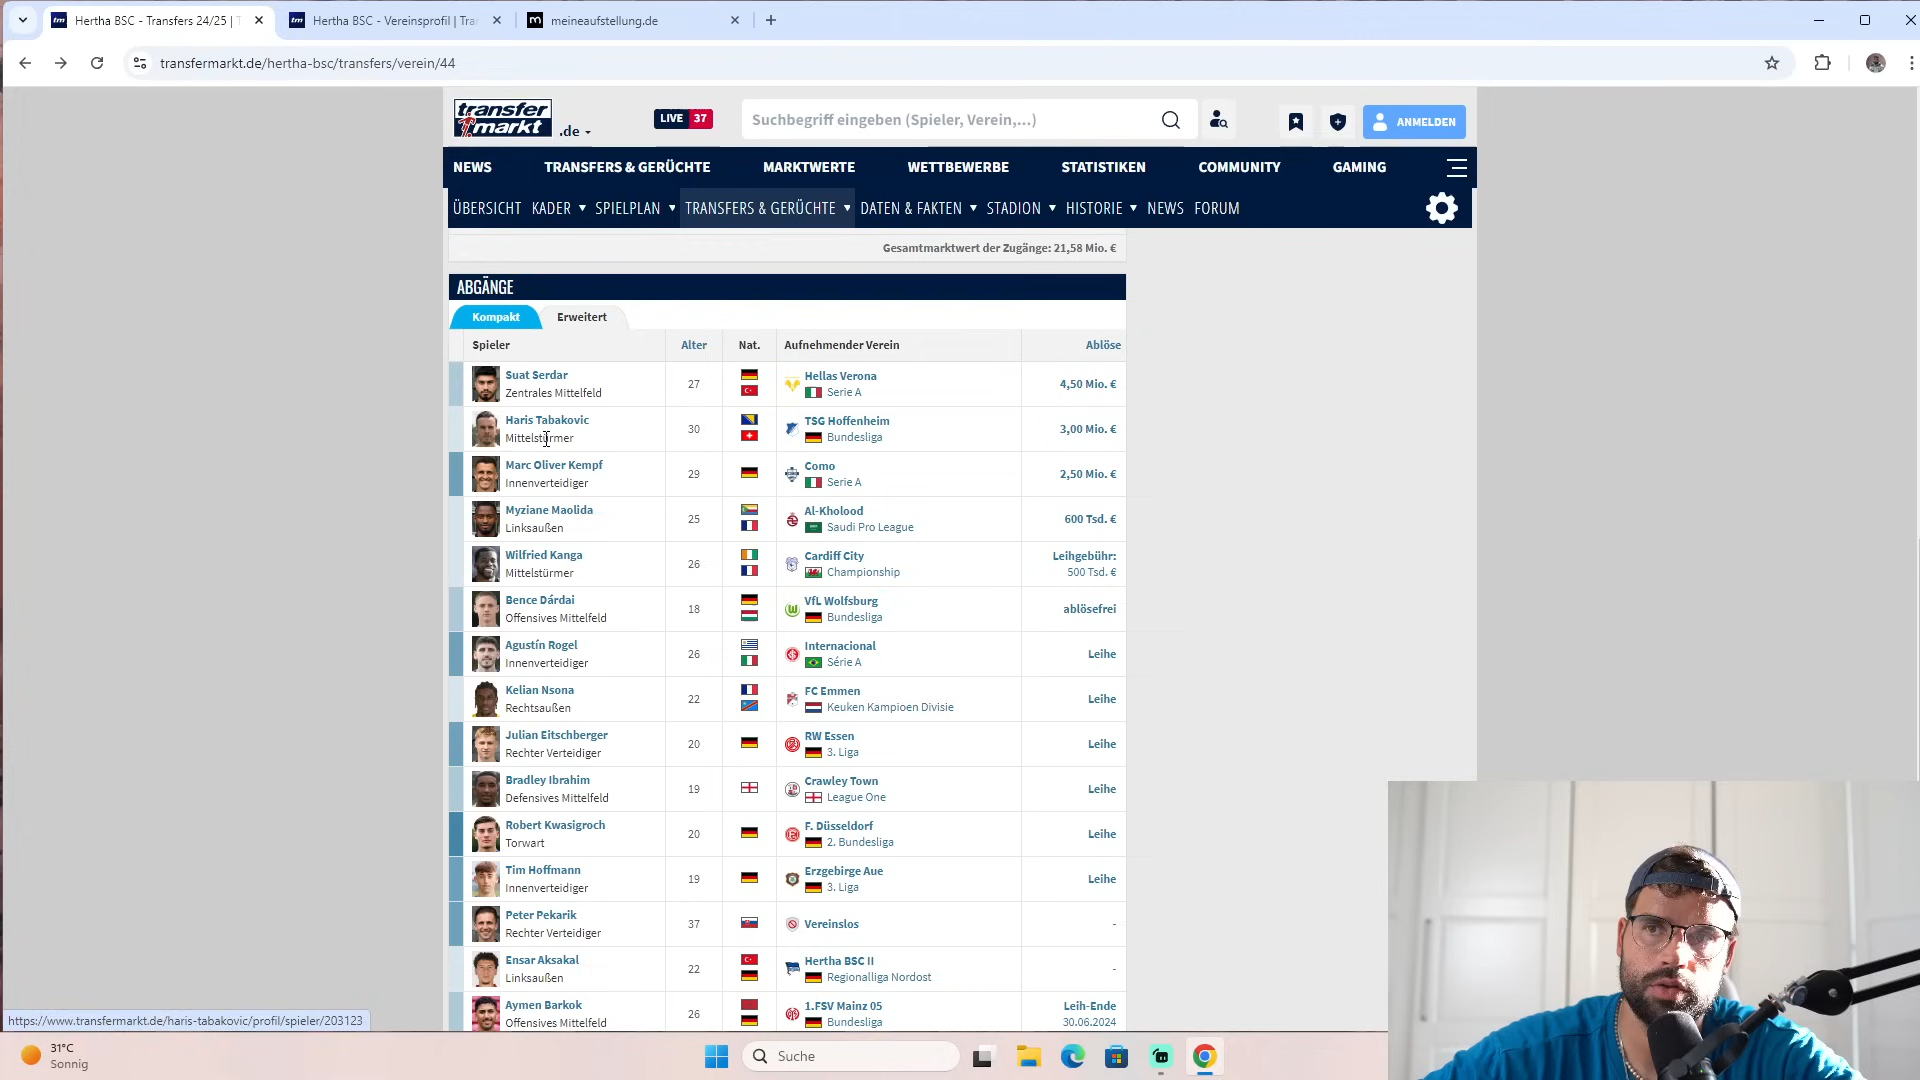 Hertha BSC - Transfers 24/25 | T
Hertha BSC - Vereinsprofil | Tra
meineaufstellung.de
transfermarkt.de/hertha-bsc/transfers/verein/44
transfer
markt
.de
LIVE 37
Suchbegriff eingeben (Spieler, Verein,...)
ANMELDEN
NEWS TRANSFERS & GERÜCHTE MARKTWERTE WETTBEWERBE STATISTIKEN COMMUNITY GAMING
ÜBERSICHT KADER SPIELPLAN TRANSFERS & GERÜCHTE DATEN & FAKTEN STADION HISTORIE NEWS FORUM
Gesamtmarktwert der Zugänge: 21,58 Mio. €
ABGÄNGE
Kompakt Erweitert
Spieler Alter Nat. Aufnehmender Verein Ablöse
Suat Serdar
Zentrales Mittelfeld
27
Hellas Verona
Serie A
4,50 Mio. €
Haris Tabakovic
Mittelstürmer
30
TSG Hoffenheim
Bundesliga
3,00 Mio. €
Marc Oliver Kempf
Innenverteidiger
29
Como
Serie A
2,50 Mio. €
Myziane Maolida
Linksaußen
25
Al-Kholood
Saudi Pro League
600 Tsd. €
Wilfried Kanga
Mittelstürmer
26
Cardiff City
Championship
Leihgebühr:
500 Tsd. €
Bence Dárdai
Offensives Mittelfeld
18
VfL Wolfsburg
Bundesliga
ablösefrei
Agustín Rogel
Innenverteidiger
26
Internacional
Série A
Leihe
Kelian Nsona
Rechtsaußen
22
FC Emmen
Keuken Kampioen Divisie
Leihe
Julian Eitschberger
Rechter Verteidiger
20
RW Essen
3. Liga
Leihe
Bradley Ibrahim
Defensives Mittelfeld
19
Crawley Town
League One
Leihe
Robert Kwasigroch
Torwart
20
F. Düsseldorf
2. Bundesliga
Leihe
Tim Hoffmann
Innenverteidiger
19
Erzgebirge Aue
3. Liga
Leihe
Peter Pekarik
Rechter Verteidiger
37
Vereinslos
-
Ensar Aksakal
Linksaußen
22
Hertha BSC II
Regionalliga Nordost
-
Aymen Barkok
Offensives Mittelfeld
26
1.FSV Mainz 05
Bundesliga
Leih-Ende
30.06.2024
https://www.transfermarkt.de/haris-tabakovic/profil/spieler/203123
31°C
Sonnig
Suche